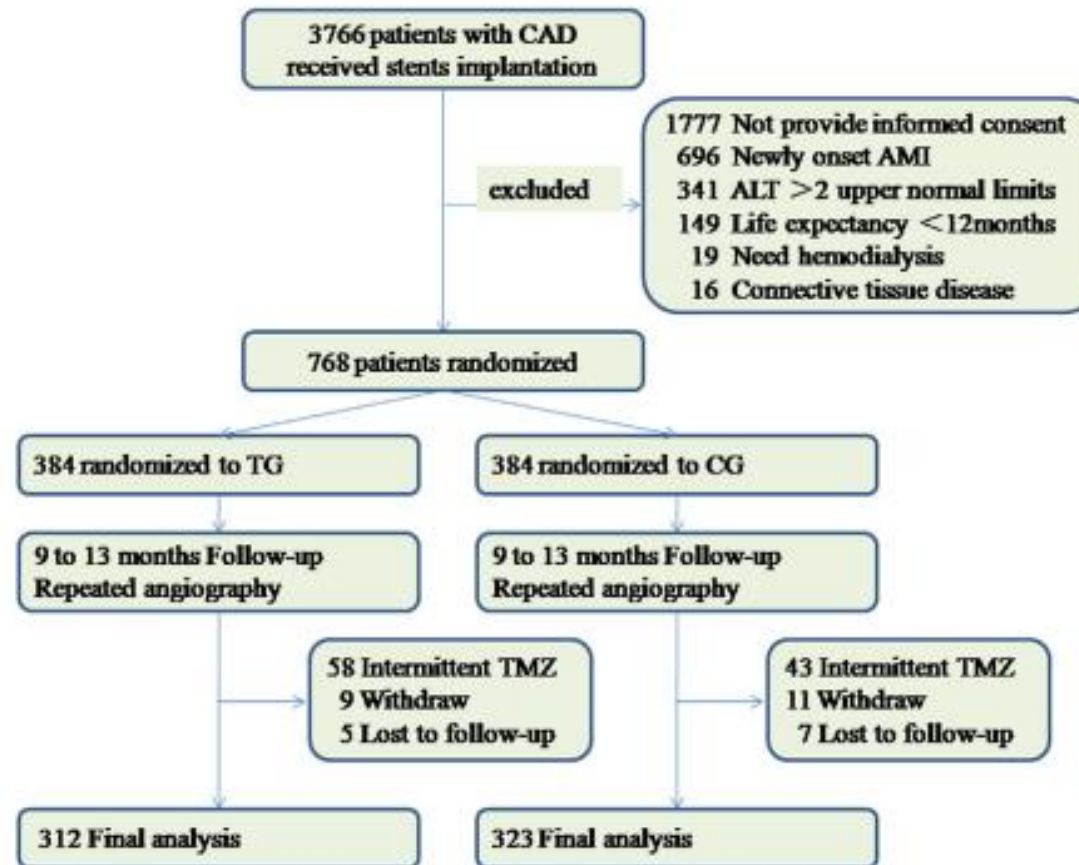 3766 patients with CAD
received stents implantation
excluded
1777 Not provide informed consent
696 Newly onset AMI
341 ALT >2 upper normal limits
149 Life expectancy <12months
19 Need hemodialysis
16 Connective tissue disease
768 patients randomized
384 randomized to TG
384 randomized to CG
9 to 13 months Follow-up
Repeated angiography
9 to 13 months Follow-up
Repeated angiography
58 Intermittent TMZ
9 Withdraw
5 Lost to follow-up
43 Intermittent TMZ
11 Withdraw
7 Lost to follow-up
312 Final analysis
323 Final analysis